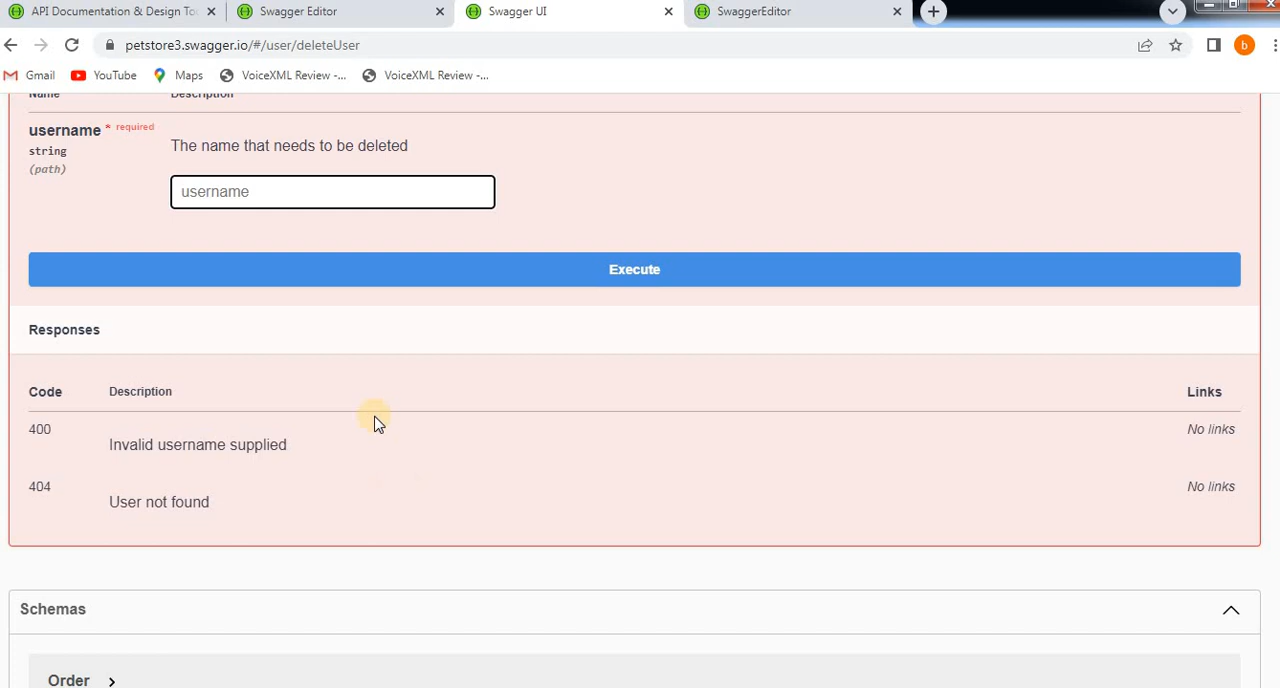 API Documentation & Design Too
Swagger Editor
Swagger UI
SwaggerEditor
petstore3.swagger.io/#/user/deleteUser
b
Gmail
YouTube
Maps
VoiceXML Review -...
VoiceXML Review -...
Name Description
username * required
string
(path)
The name that needs to be deleted
username
Execute
Responses
Code Description Links
400 No links
Invalid username supplied
404 No links
User not found
Schemas
Order